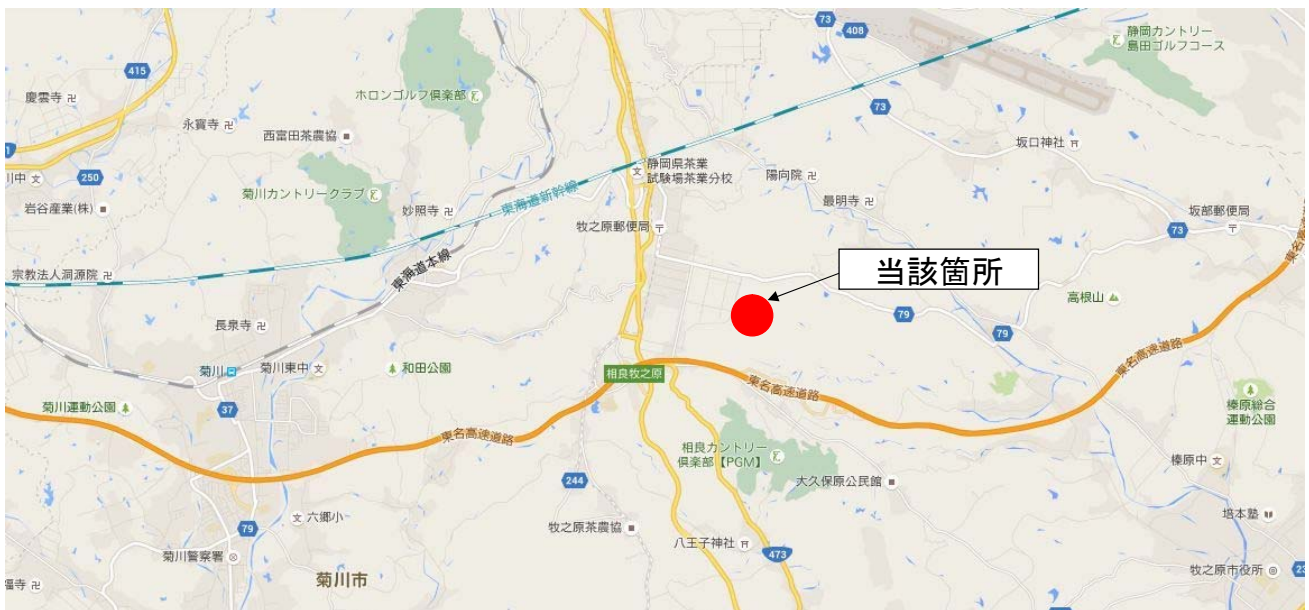 73
408
静岡カントリー
島田ゴルフコース
415
慶雲寺
ホロンゴルフ倶楽部
73
永寶寺
西富田茶農協
坂口神社
川中
250
静岡県茶業
試験場茶業分校
陽向院
菊川カントリークラブ
岩谷産業(株)
妙照寺
東海道新幹線
最明寺
坂部郵便局
牧之原郵便局
73
東海道本線
宗教法人洞源院
当該箇所
高根山
79
79
長泉寺
菊川
菊川東中
和田公園
相良牧之原
東名高速道路
東名高速道路
菊川運動公園
37
榛原総合
運動公園
東名高速道路
相良カントリー
倶楽部【PGM】
榛原中
244
大久保原公民館
79
六郷小
牧之原茶農協
培本塾
菊川警察署
八王子神社
473
菊川市
牧之原市役所
福寺